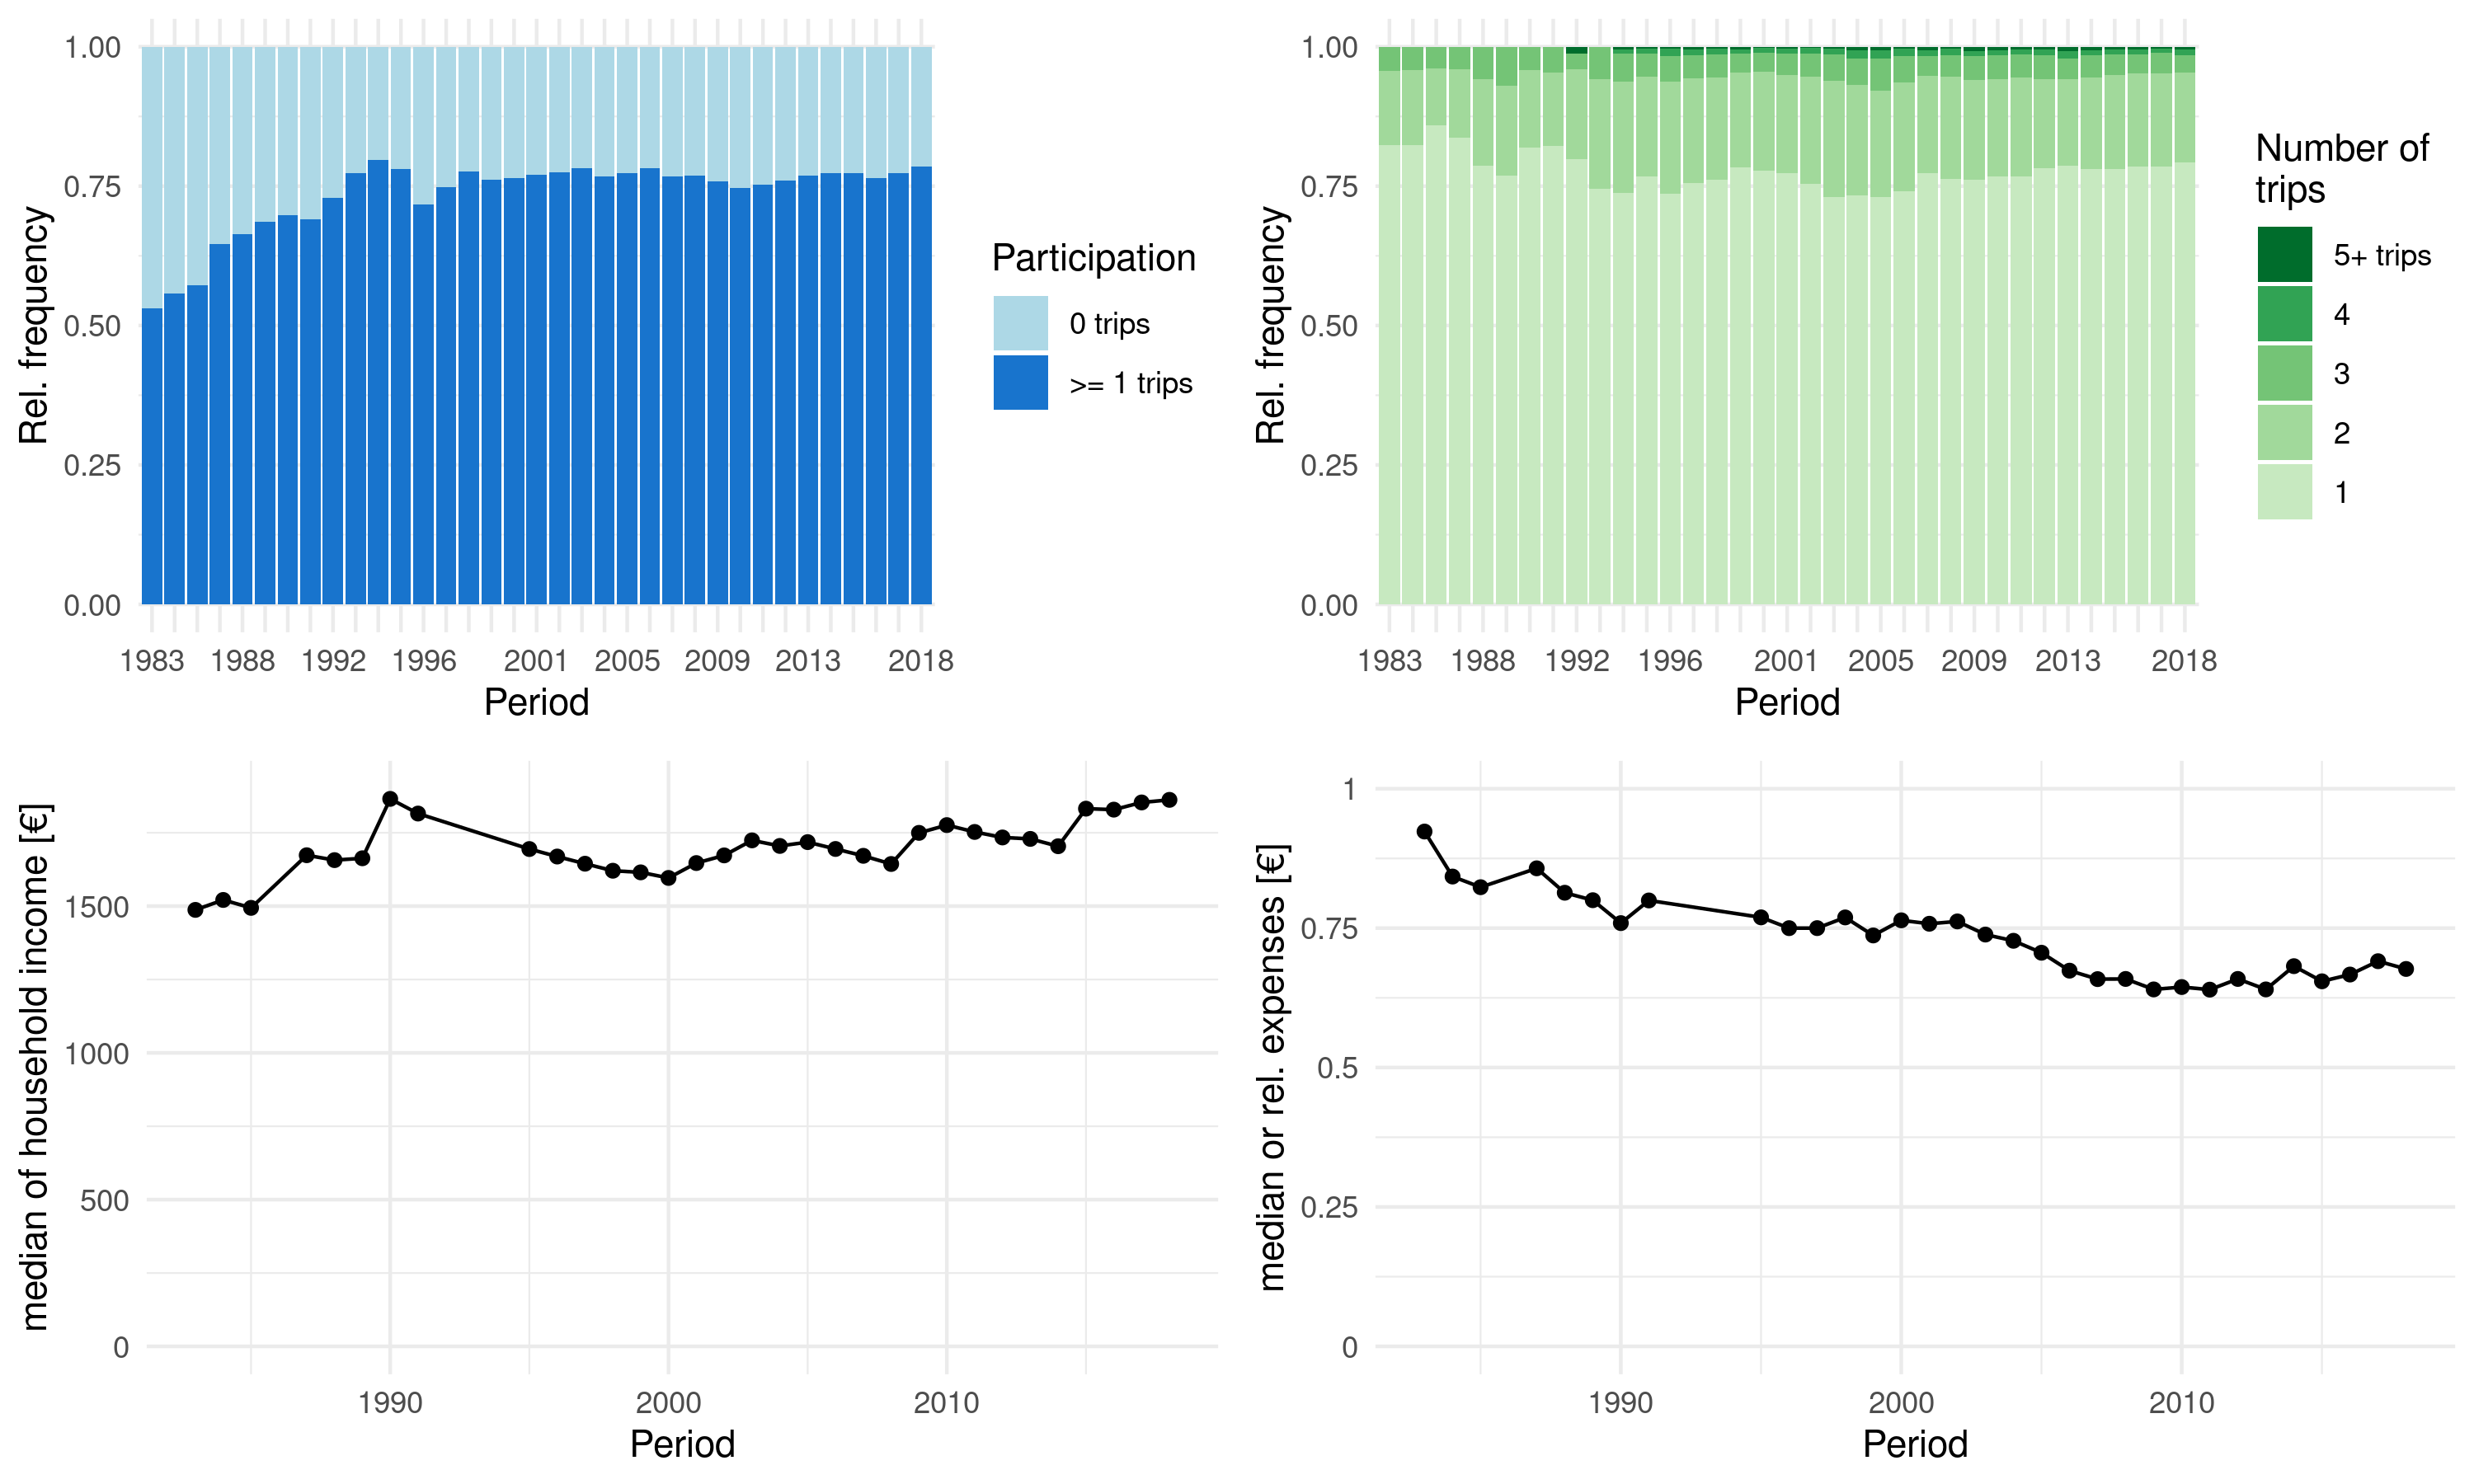 1.00
0.75
0.50
0.25
0.00
Rel. frequency
1983 1988 1992 1996 2001 2005 2009 2013 2018
Period
Participation
0 trips
>= 1 trips
1.00
0.75
0.50
0.25
0.00
Rel. frequency
1983 1988 1992 1996 2001 2005 2009 2013 2018
Period
Number of
trips
5+ trips
4
3
2
1
1500
1000
500
0
median of household income [€]
1990 2000 2010
Period
1
0.75
0.5
0.25
0
median or rel. expenses [€]
1990 2000 2010
Period